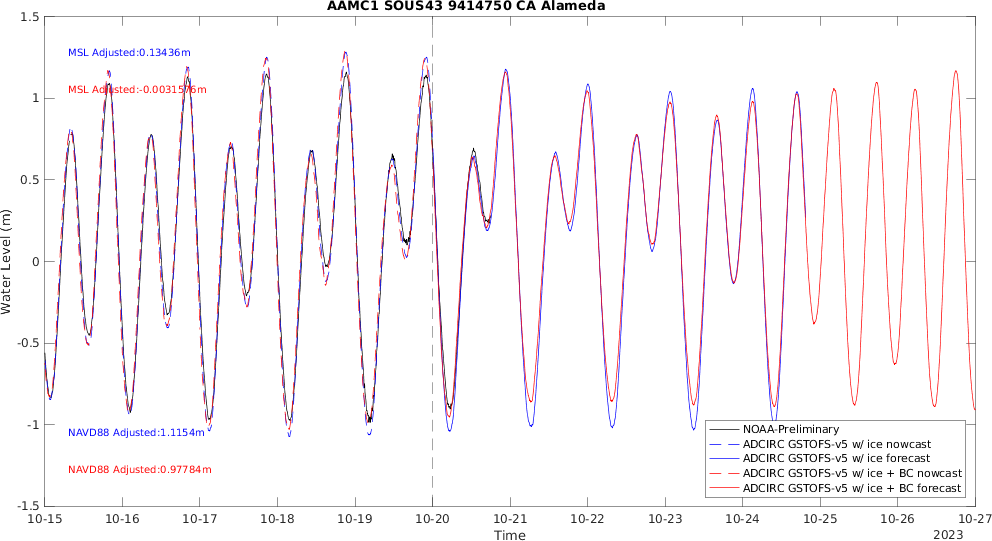 AAMC1 SOUS43 9414750 CA Alameda
MSL Adjusted:0.13436m
MSL Adjusted:-0.0031576m
NAVD88 Adjusted:1.1154m
NAVD88 Adjusted:0.97784m
1.5
1
0.5
0
-0.5
-1
-1.5
Water Level (m)
NOAA-Preliminary
ADCIRC GSTOFS-v5 w/ ice nowcast
ADCIRC GSTOFS-v5 w/ ice forecast
ADCIRC GSTOFS-v5 w/ ice + BC nowcast
ADCIRC GSTOFS-v5 w/ ice + BC forecast
10-15 10-16 10-17 10-18 10-19 10-20 10-21 10-22 10-23 10-24 10-25 10-26 10-27
Time
2023